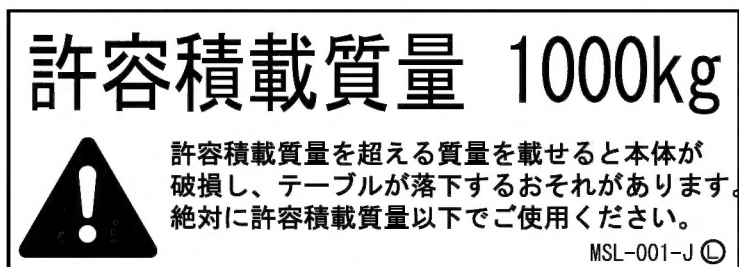 許容積載質量 1000kg
許容積載質量を超える質量を載せると本体が
破損し、テーブルが落下するおそれがあります。
絶対に許容積載質量以下でご使用ください。
MSL-001-J Ⓛ